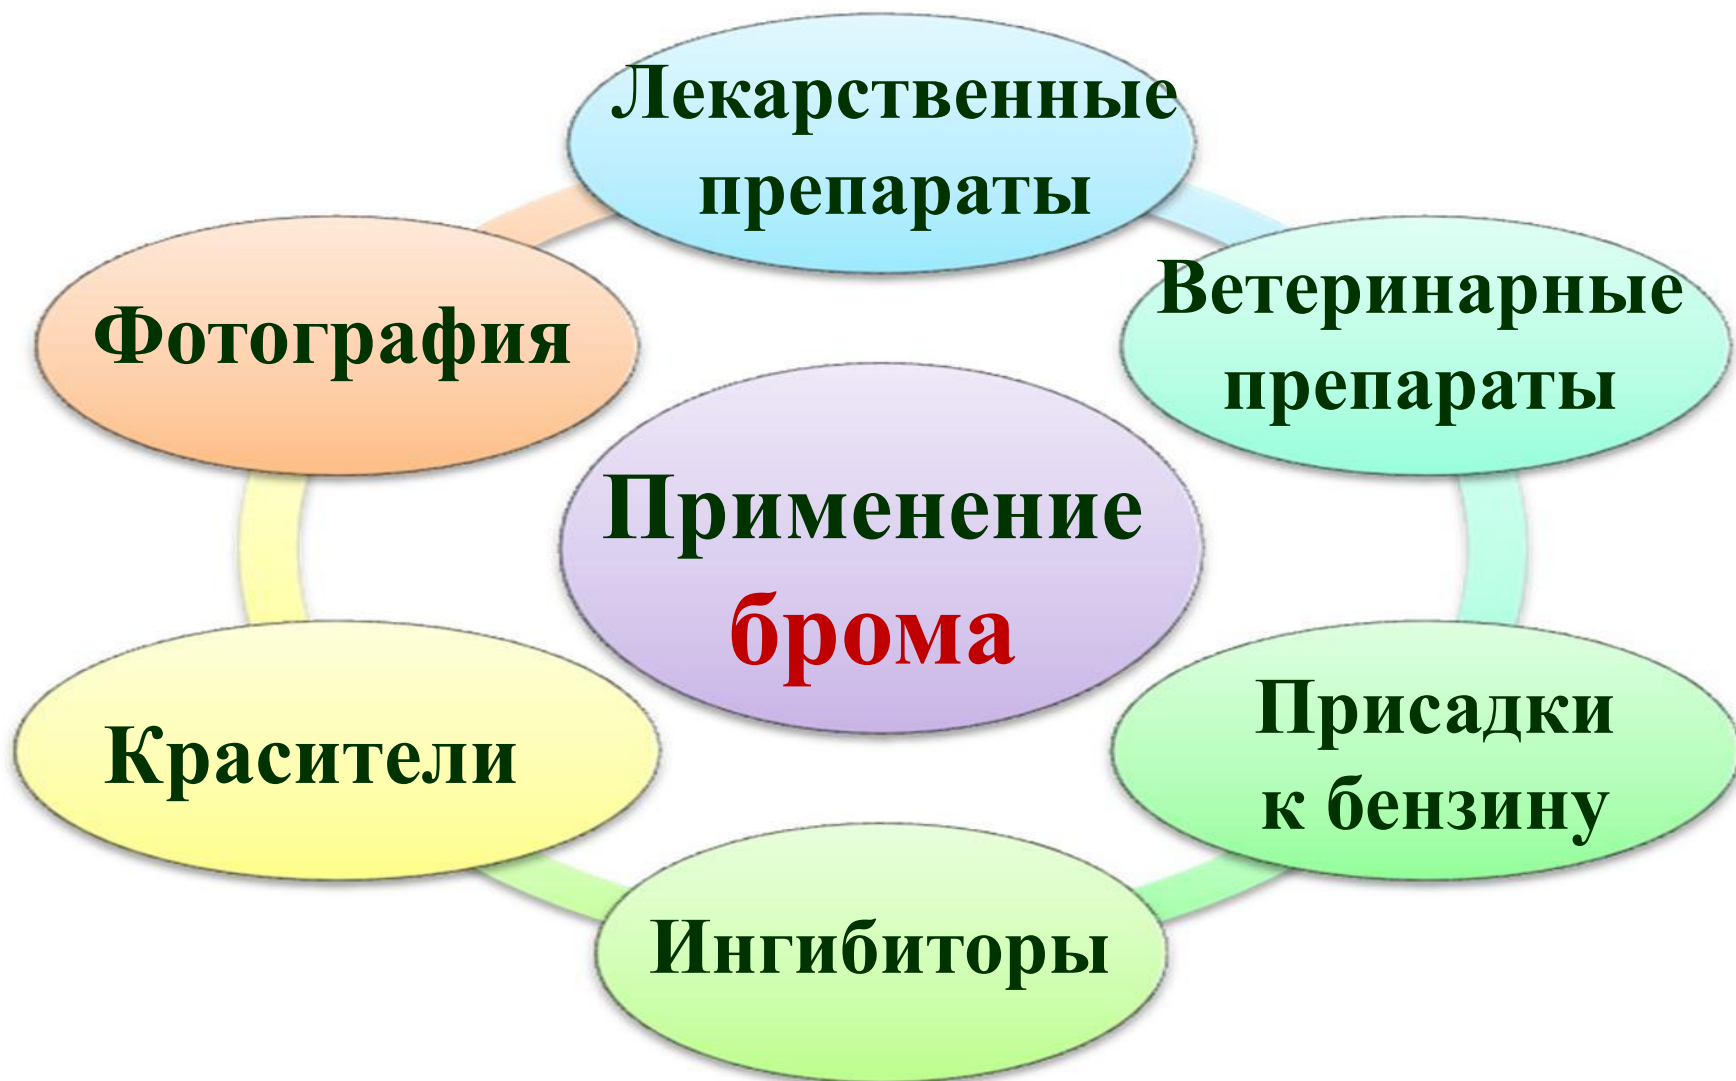 Лекарственные
препараты
Ветеринарные
препараты
Фотография
Применение
брома
Присадки
к бензину
Красители
Ингибиторы